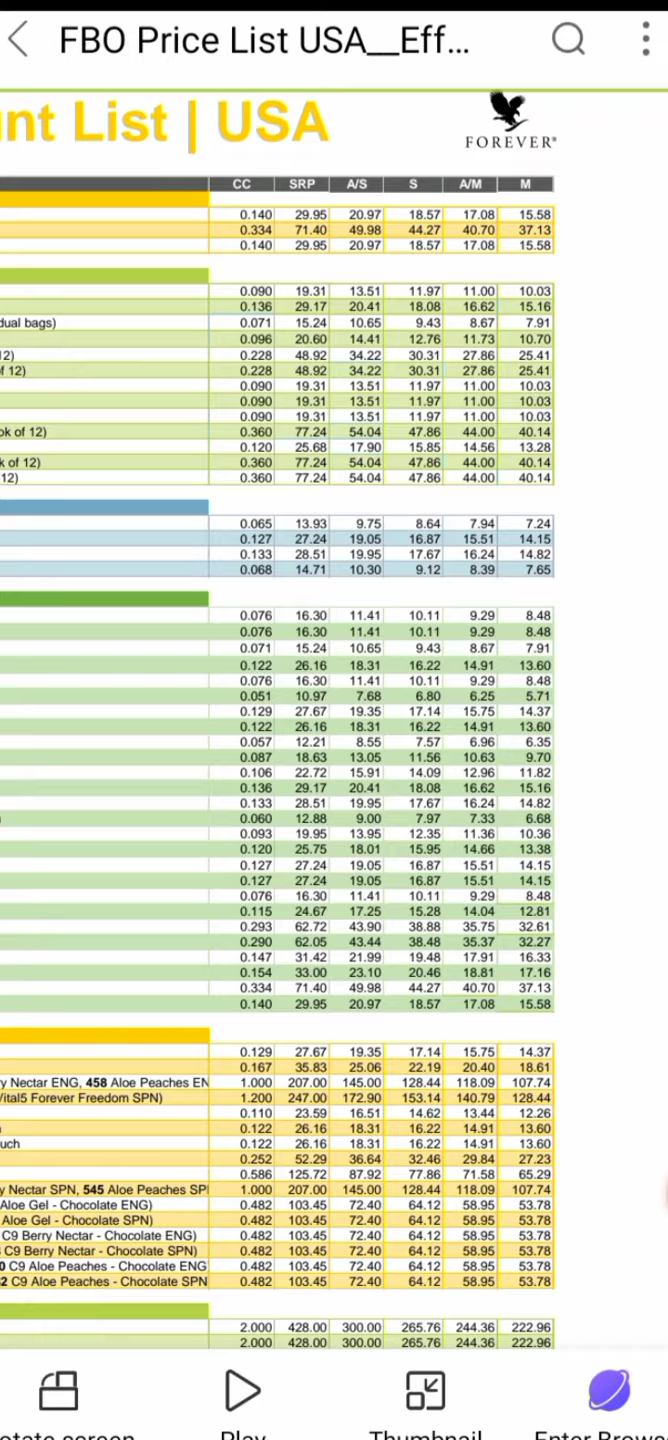 FBO Price List USA__Eff...
nt List | USA
FOREVER®
CC SRP A/S S A/M M
0.140 29.95 20.97 18.57 17.08 15.58
0.334 71.40 49.98 44.27 40.70 37.13
0.140 29.95 20.97 18.57 17.08 15.58
0.090 19.31 13.51 11.97 11.00 10.03
0.136 29.17 20.41 18.08 16.62 15.16
dual bags) 0.071 15.24 10.65 9.43 8.67 7.91
0.096 20.60 14.41 12.76 11.73 10.70
12) 0.228 48.92 34.22 30.31 27.86 25.41
f 12) 0.228 48.92 34.22 30.31 27.86 25.41
0.090 19.31 13.51 11.97 11.00 10.03
0.090 19.31 13.51 11.97 11.00 10.03
0.090 19.31 13.51 11.97 11.00 10.03
ok of 12) 0.360 77.24 54.04 47.86 44.00 40.14
0.120 25.68 17.90 15.85 14.56 13.28
k of 12) 0.360 77.24 54.04 47.86 44.00 40.14
12) 0.360 77.24 54.04 47.86 44.00 40.14
0.065 13.93 9.75 8.64 7.94 7.24
0.127 27.24 19.05 16.87 15.51 14.15
0.133 28.51 19.95 17.67 16.24 14.82
0.068 14.71 10.30 9.12 8.39 7.65
0.076 16.30 11.41 10.11 9.29 8.48
0.076 16.30 11.41 10.11 9.29 8.48
0.071 15.24 10.65 9.43 8.67 7.91
0.122 26.16 18.31 16.22 14.91 13.60
0.076 16.30 11.41 10.11 9.29 8.48
0.051 10.97 7.68 6.80 6.25 5.71
0.129 27.67 19.35 17.14 15.75 14.37
0.122 26.16 18.31 16.22 14.91 13.60
0.057 12.21 8.55 7.57 6.96 6.35
0.087 18.63 13.05 11.56 10.63 9.70
0.106 22.72 15.91 14.09 12.96 11.82
0.136 29.17 20.41 18.08 16.62 15.16
0.133 28.51 19.95 17.67 16.24 14.82
0.060 12.88 9.00 7.97 7.33 6.68
0.093 19.95 13.95 12.35 11.36 10.36
0.120 25.75 18.01 15.95 14.66 13.38
0.127 27.24 19.05 16.87 15.51 14.15
0.127 27.24 19.05 16.87 15.51 14.15
0.076 16.30 11.41 10.11 9.29 8.48
0.115 24.67 17.25 15.28 14.04 12.81
0.293 62.72 43.90 38.88 35.75 32.61
0.290 62.05 43.44 38.48 35.37 32.27
0.147 31.42 21.99 19.48 17.91 16.33
0.154 33.00 23.10 20.46 18.81 17.16
0.334 71.40 49.98 44.27 40.70 37.13
0.140 29.95 20.97 18.57 17.08 15.58
0.129 27.67 19.35 17.14 15.75 14.37
0.167 35.83 25.06 22.19 20.40 18.61
y Nectar ENG, 458 Aloe Peaches EN 1.000 207.00 145.00 128.44 118.09 107.74
Vital5 Forever Freedom SPN) 1.200 247.00 172.90 153.14 140.79 128.44
0.110 23.59 16.51 14.62 13.44 12.26
0.122 26.16 18.31 16.22 14.91 13.60
uch 0.122 26.16 18.31 16.22 14.91 13.60
0.252 52.29 36.64 32.46 29.84 27.23
0.586 125.72 87.92 77.86 71.58 65.29
y Nectar SPN, 545 Aloe Peaches SP 1.000 207.00 145.00 128.44 118.09 107.74
Aloe Gel - Chocolate ENG) 0.482 103.45 72.40 64.12 58.95 53.78
Aloe Gel - Chocolate SPN) 0.482 103.45 72.40 64.12 58.95 53.78
C9 Berry Nectar - Chocolate ENG) 0.482 103.45 72.40 64.12 58.95 53.78
C9 Berry Nectar - Chocolate SPN) 0.482 103.45 72.40 64.12 58.95 53.78
0 C9 Aloe Peaches - Chocolate ENG 0.482 103.45 72.40 64.12 58.95 53.78
2 C9 Aloe Peaches - Chocolate SPN 0.482 103.45 72.40 64.12 58.95 53.78
2.000 428.00 300.00 265.76 244.36 222.96
2.000 428.00 300.00 265.76 244.36 222.96
otate screen Play Thumbnail Enter Brows